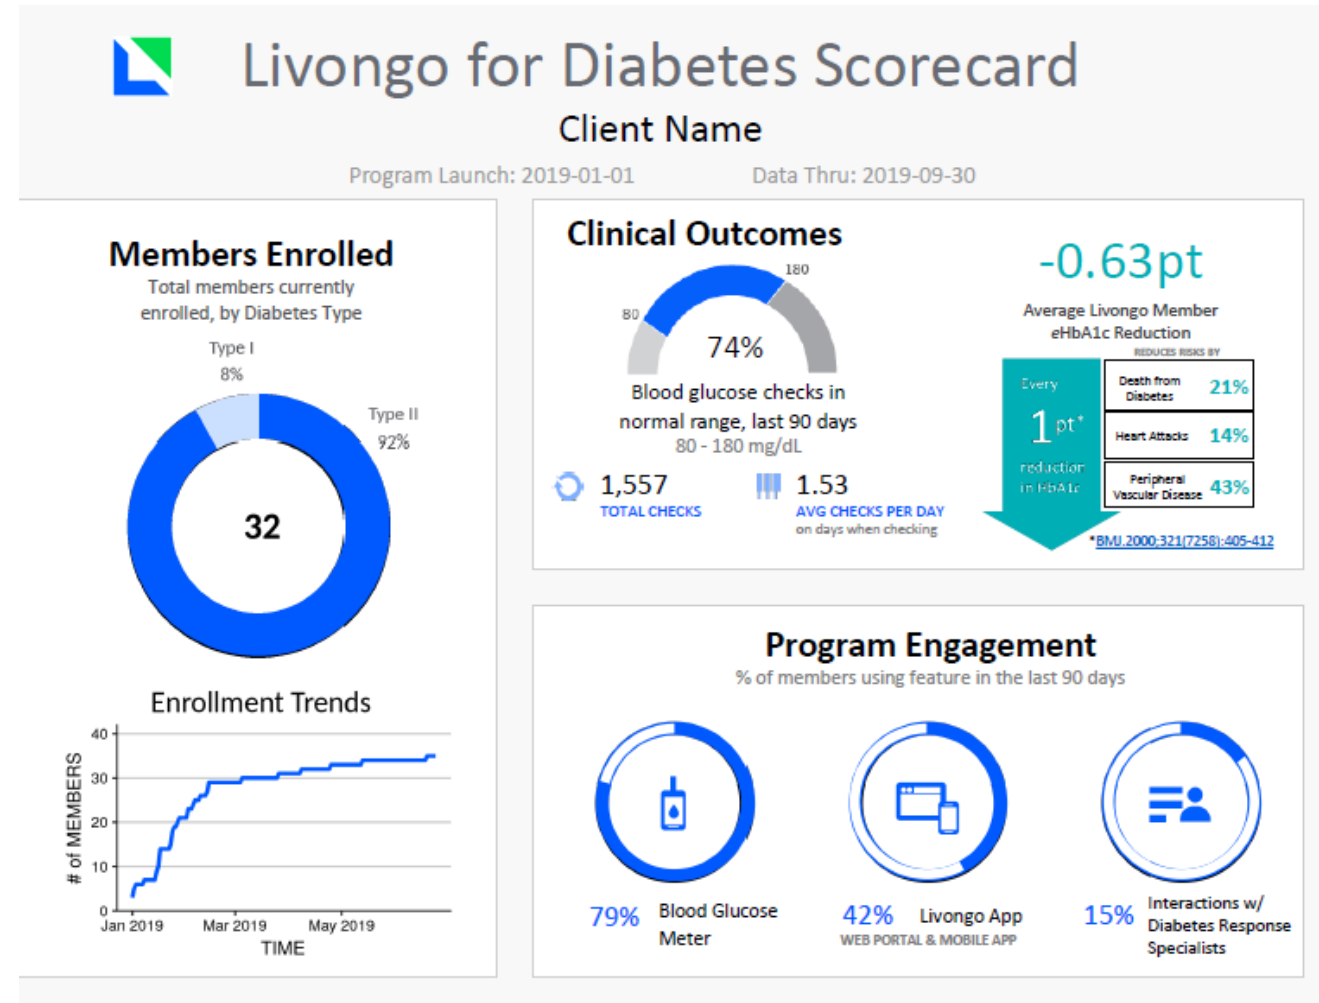 Livongo for Diabetes Scorecard
Client Name
Program Launch: 2019-01-01 Data Thru: 2019-09-30
Members Enrolled
Total members currently
enrolled, by Diabetes Type
Type I
8%
Type II
92%
32
Enrollment Trends
# of MEMBERS
40
30
20
10
0
Jan 2019 Mar 2019 May 2019
TIME
Clinical Outcomes
80
180
74%
Blood glucose checks in
normal range, last 90 days
80 - 180 mg/dL
1,557
TOTAL CHECKS
1.53
AVG CHECKS PER DAY
on days when checking
-0.63pt
Average Livongo Member
eHbA1c Reduction
REDUCES RISKS BY
Every
1 pt*
reduction
in HbA1c
Death from
Diabetes
21%
Heart Attacks 14%
Peripheral
Vascular Disease
43%
*BMJ.2000;321(7258):405-412
Program Engagement
% of members using feature in the last 90 days
79% Blood Glucose
Meter
42% Livongo App
WEB PORTAL & MOBILE APP
15% Interactions w/
Diabetes Response
Specialists